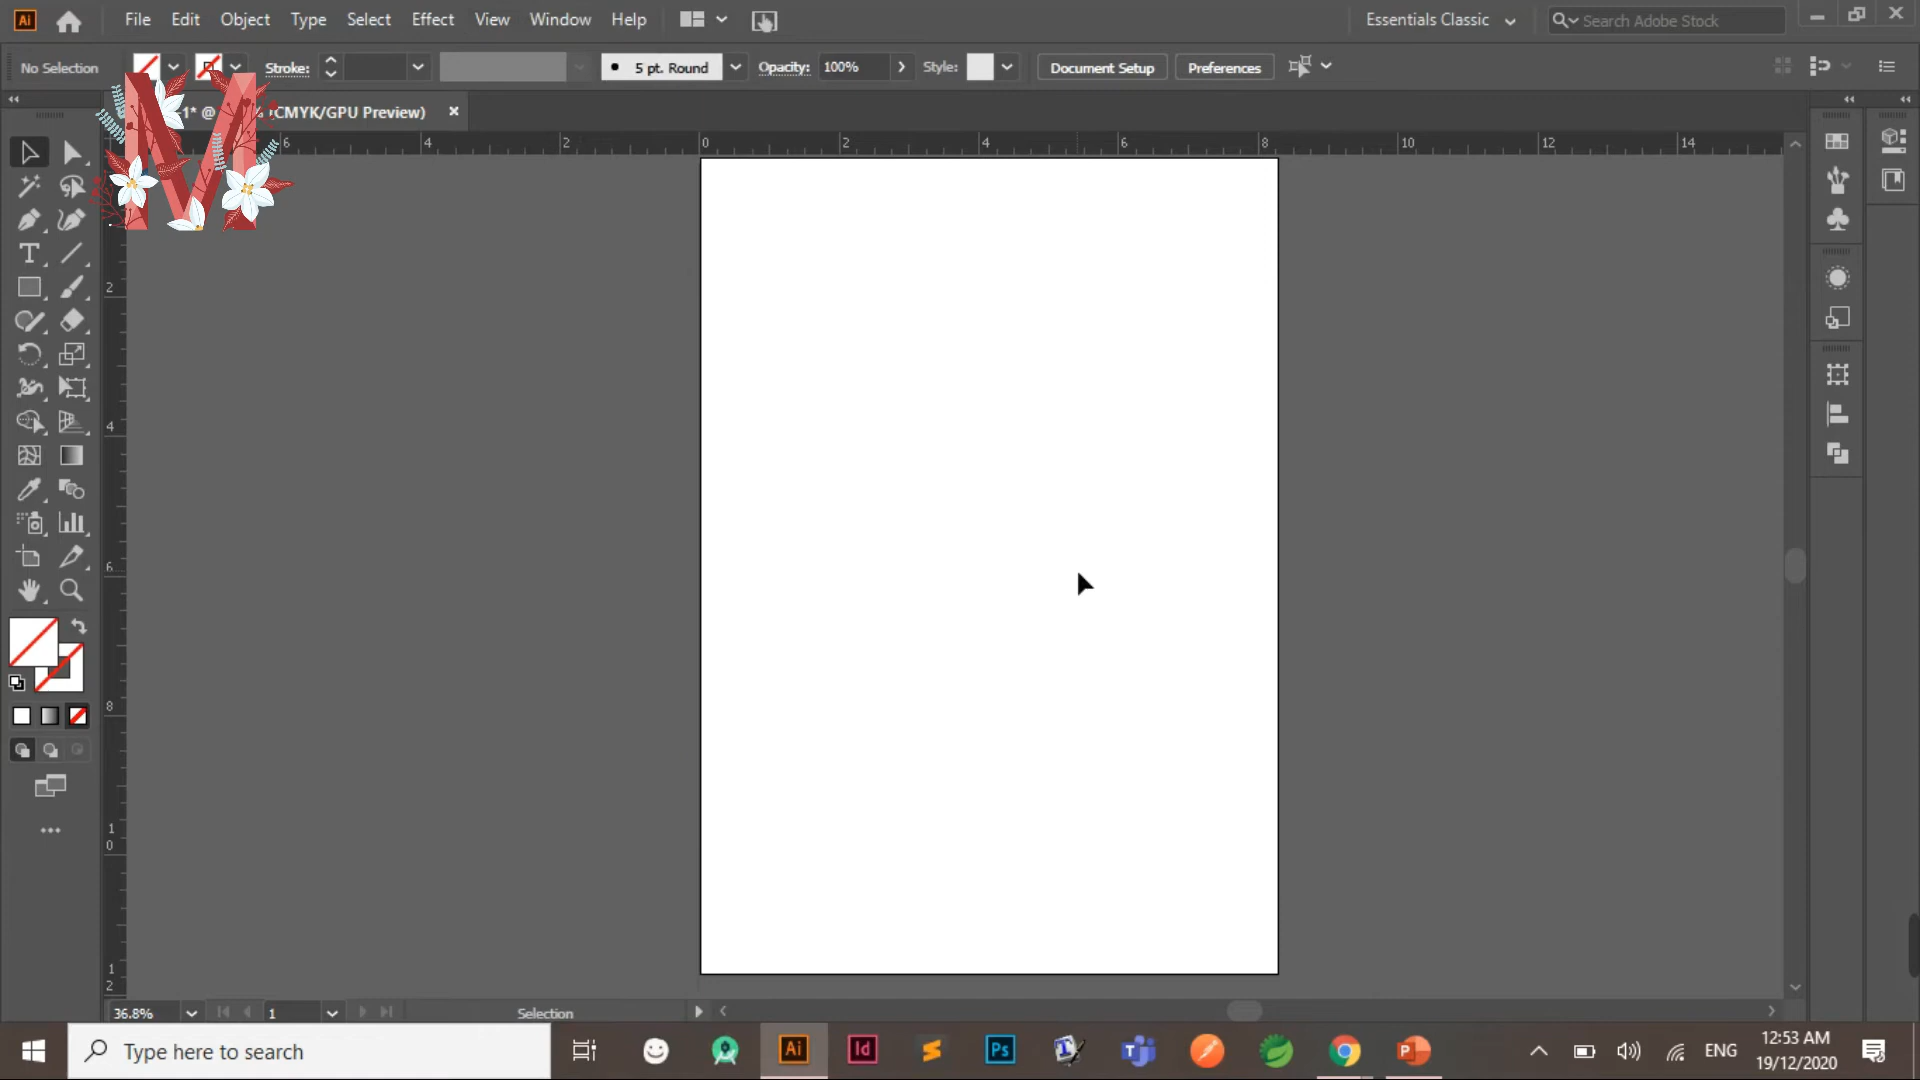 Ai File Edit Object Type Select Effect View Window Help Essentials Classic Search Adobe Stock
No Selection Stroke: 5 pt. Round Opacity: 100% Style: Document Setup Preferences
1* @ % (CMYK/GPU Preview) ×
6 4 2 0 2 4 6 8 10 12 14
2
4
6
8
1
0
1
2
36.8% 1 Selection
Type here to search Ai Id Ps ENG 12:53 AM
19/12/2020